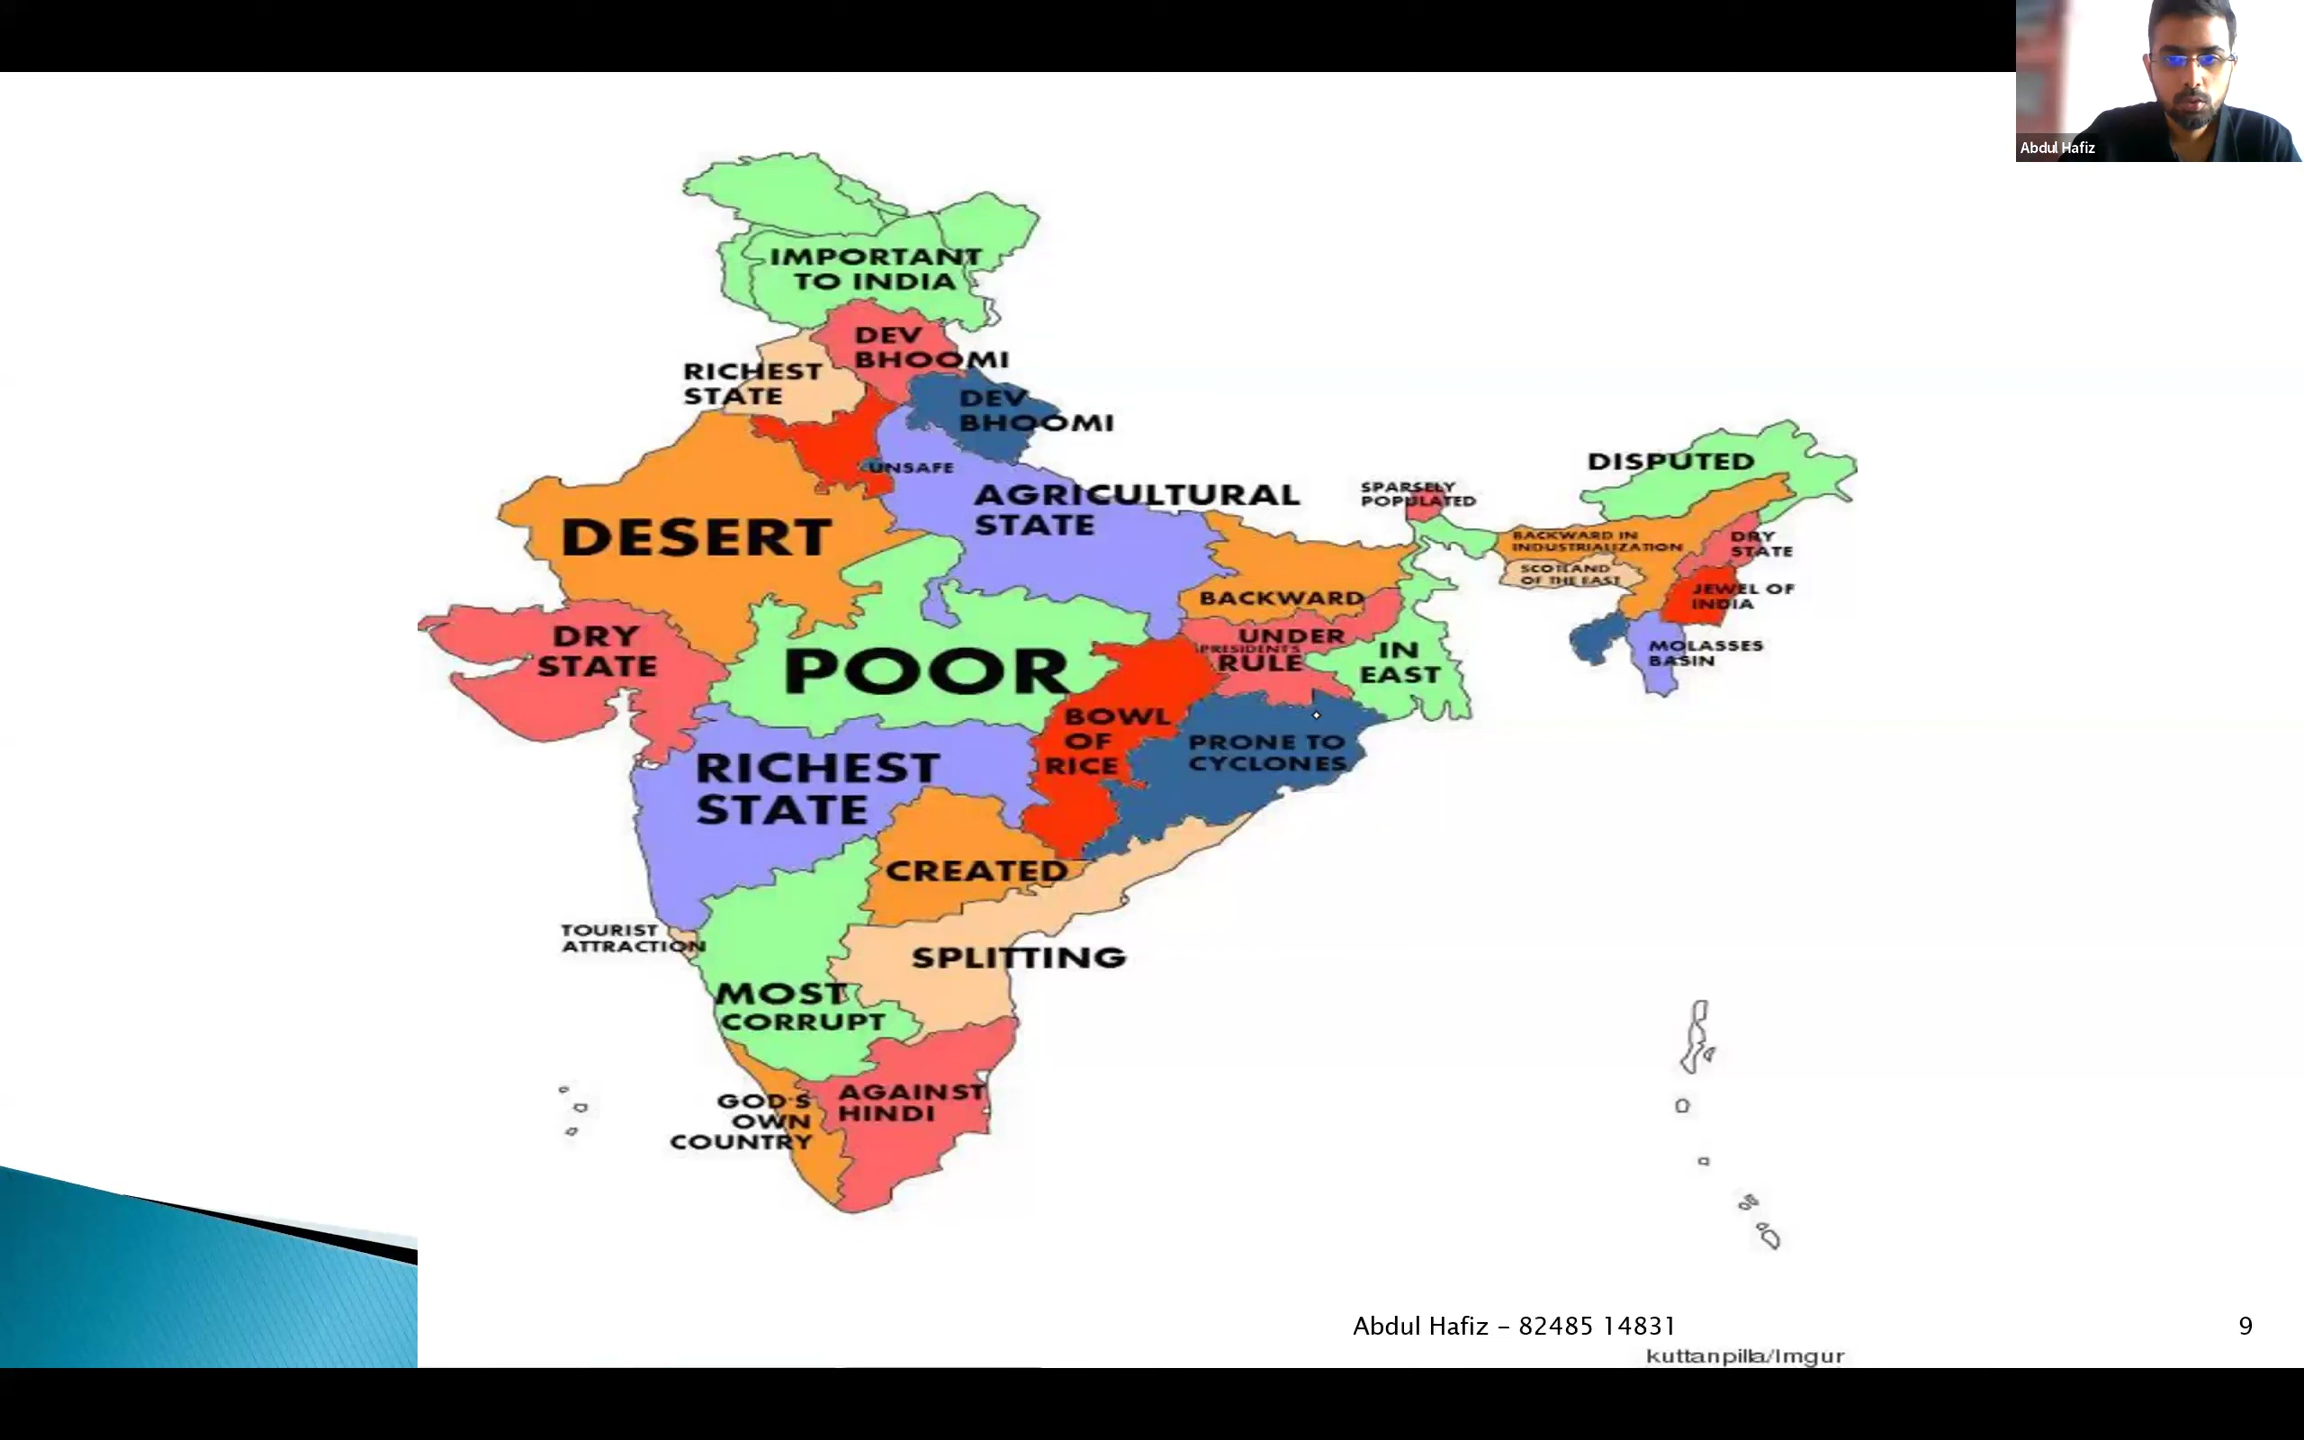 Abdul Hafiz
IMPORTANT
TO INDIA
DEV
BHOOMI
RICHEST
STATE
DEV
BHOOMI
UNSAFE
DISPUTED
AGRICULTURAL
STATE
SPARSELY
POPULATED
DESERT
BACKWARD IN
INDUSTRIALIZATION
DRY
STATE
SCOTLAND
OF THE EAST
JEWEL OF
INDIA
BACKWARD
DRY
STATE
POOR
UNDER
PRESIDENTS
RULE
IN
EAST
MOLASSES
BASIN
BOWL
OF
RICE
PRONE TO
CYCLONES
RICHEST
STATE
CREATED
TOURIST
ATTRACTION
SPLITTING
MOST
CORRUPT
GOD'S
OWN
COUNTRY
AGAINST
HINDI
Abdul Hafiz – 82485 14831
9
kuttanpilla/Imgur